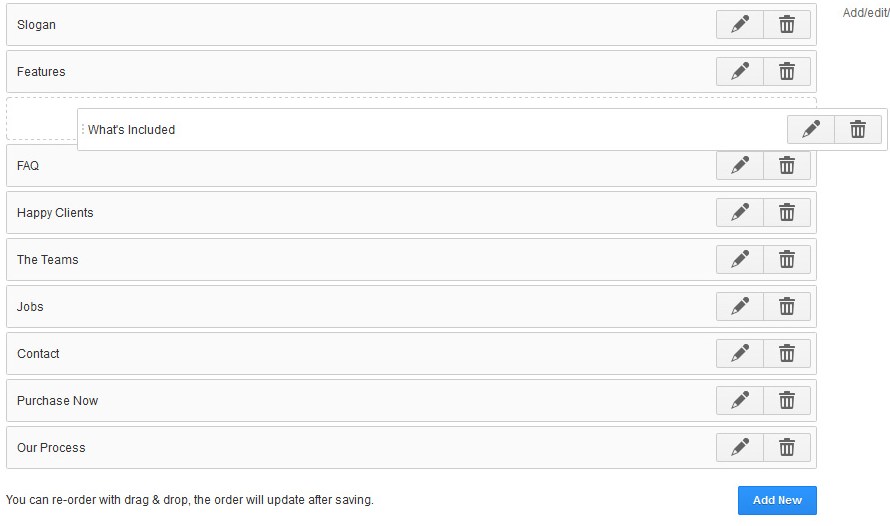 Slogan
Add/edit/
Features
What's Included
FAQ
Happy Clients
The Teams
Jobs
Contact
Purchase Now
Our Process
You can re-order with drag & drop, the order will update after saving.
Add New